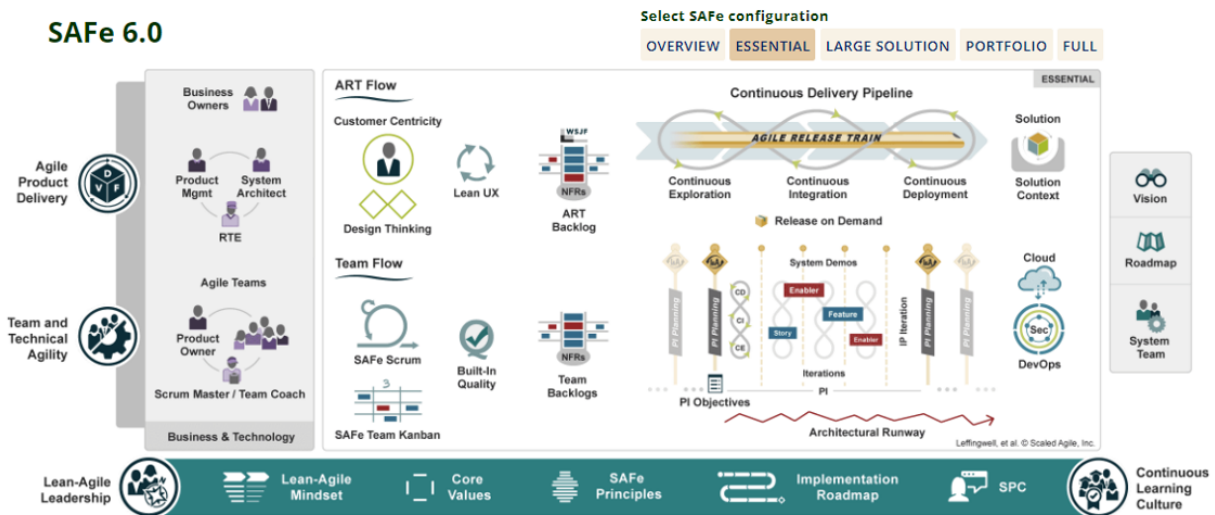 SAFe 6.0
Select SAFe configuration
OVERVIEW
ESSENTIAL
LARGE SOLUTION
PORTFOLIO
FULL
Agile
Product
Delivery
D
V F
Team and
Technical
Agility
Business
Owners
Product
Mgmt
System
Architect
RTE
Agile Teams
Product
Owner
Scrum Master / Team Coach
Business & Technology
ESSENTIAL
ART Flow
Customer Centricity
Design Thinking
Lean UX
WSJF
NFRs
ART
Backlog
Team Flow
SAFe Scrum
3
SAFe Team Kanban
Built-In
Quality
NFRs
Team
Backlogs
Continuous Delivery Pipeline
AGILE RELEASE TRAIN
Continuous
Exploration
Continuous
Integration
Continuous
Deployment
Release on Demand
Solution
Solution
Context
PI Planning
PI Planning
System Demos
CD
CI
CE
Enabler
Story
Feature
Enabler
Iterations
IP Iteration
PI Planning
PI Planning
PI
PI Objectives
Architectural Runway
Cloud
Sec
DevOps
Leffingwell, et al. © Scaled Agile, Inc.
Vision
Roadmap
System
Team
Lean-Agile
Leadership
Lean-Agile
Mindset
Core
Values
SAFe
Principles
Implementation
Roadmap
SPC
Continuous
Learning
Culture